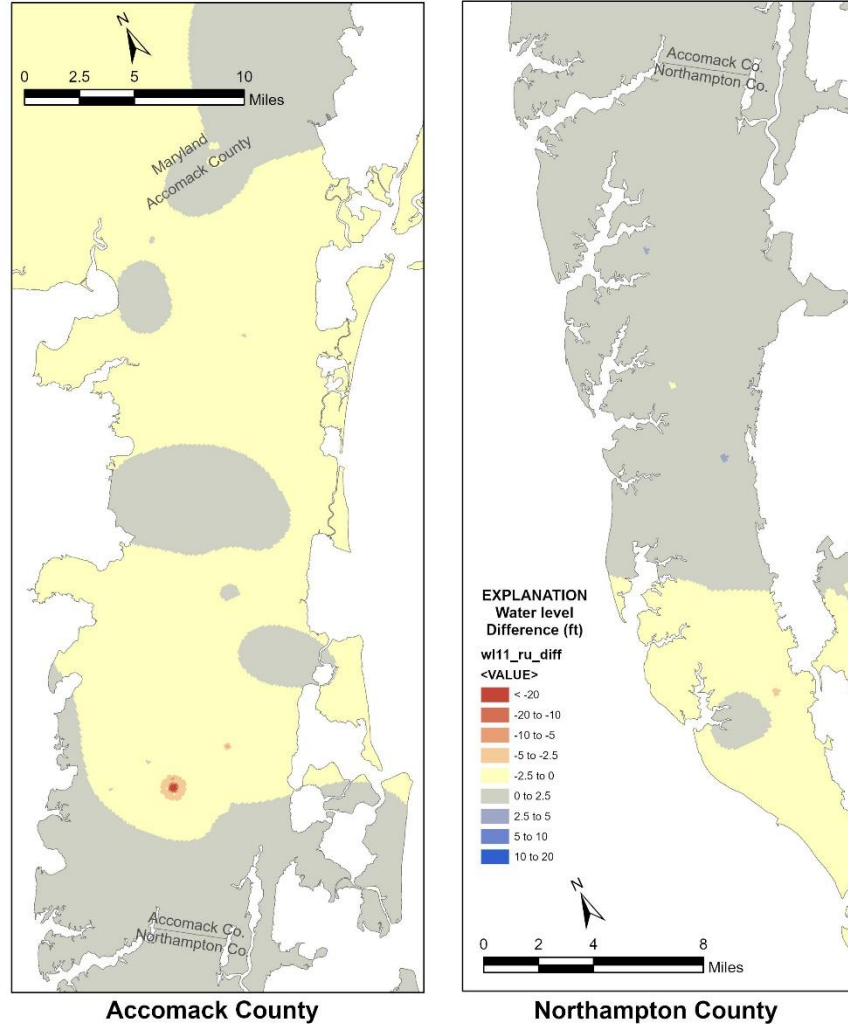 N
0 2.5 5 10
Miles
Maryland
Accomack County
Accomack Co.
Northampton Co.
Accomack County
Accomack Co.
Northampton Co.
EXPLANATION
Water level
Difference (ft)
wl11_ru_diff
<VALUE>
< -20
-20 to -10
-10 to -5
-5 to -2.5
-2.5 to 0
0 to 2.5
2.5 to 5
5 to 10
10 to 20
N
0 2 4 8
Miles
Northampton County